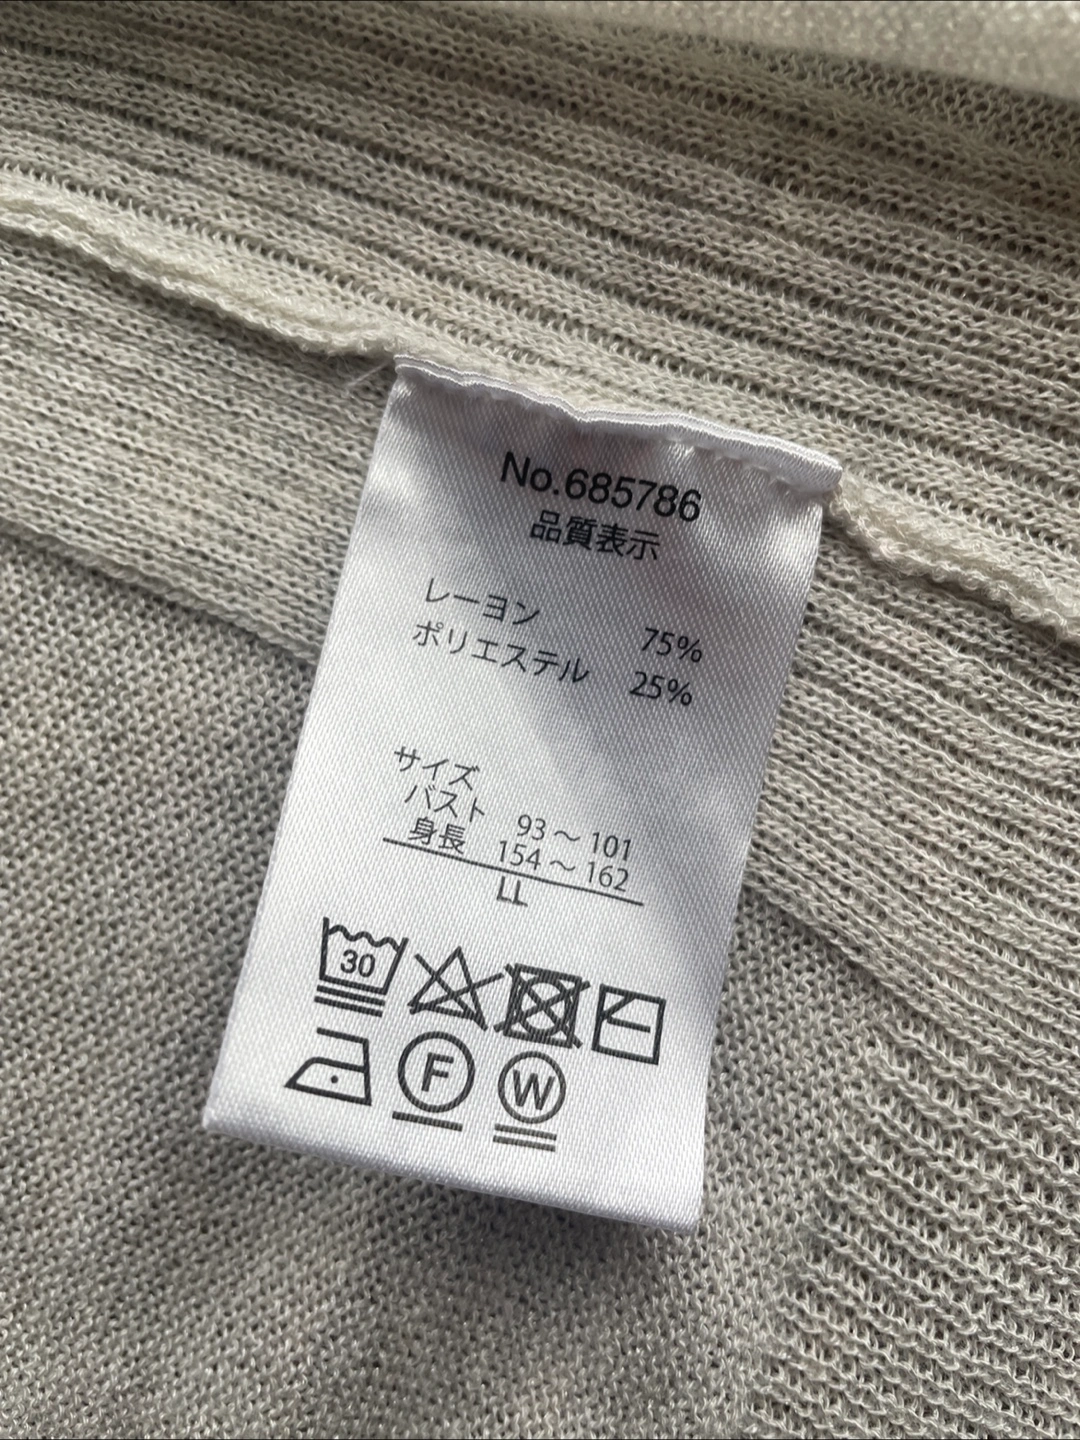 No.685786
品質表示
レーヨン 75%
ポリエステル 25%
サイズ
バスト 93～101
身長 154～162
LL
30
F
W